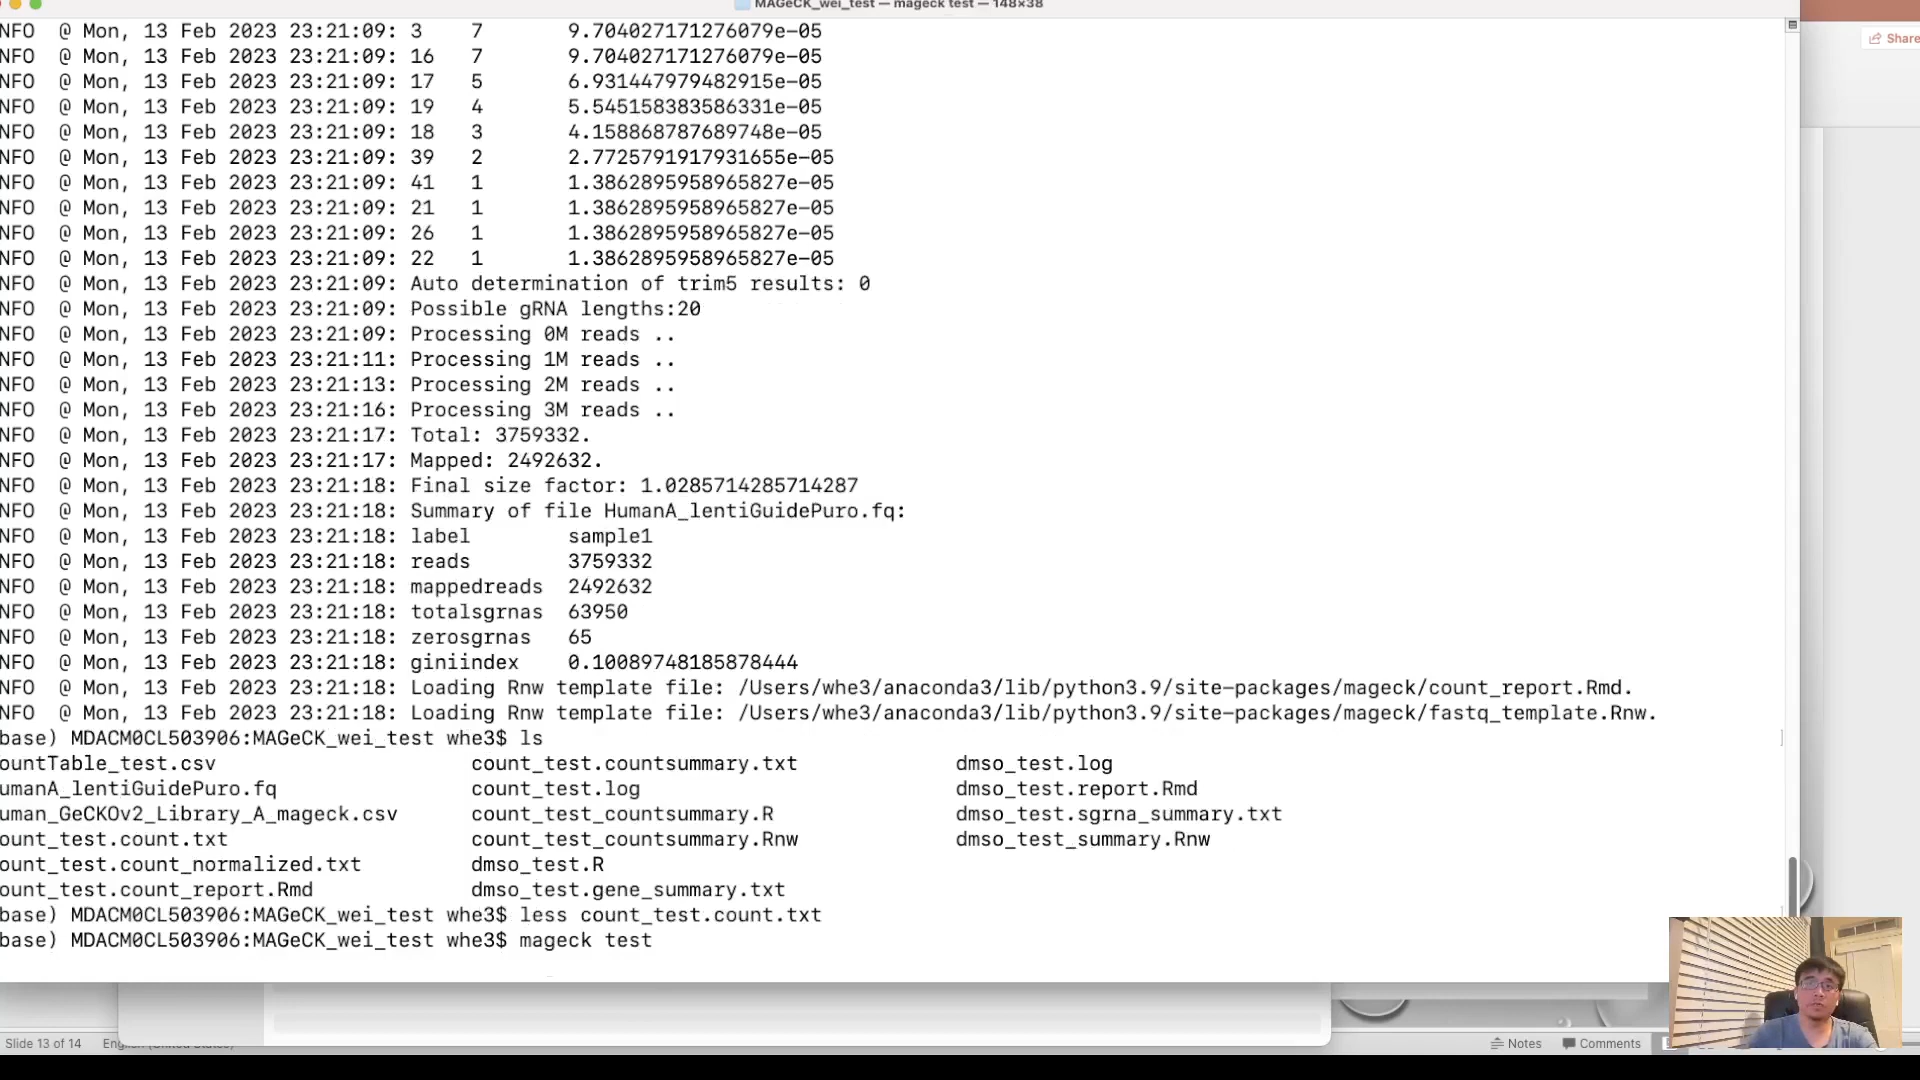 MAGeCK_wei_test — mageck test — 148×38
Share
NFO  @ Mon, 13 Feb 2023 23:21:09: 3    7       9.704027171276079e-05
NFO  @ Mon, 13 Feb 2023 23:21:09: 16   7       9.704027171276079e-05
NFO  @ Mon, 13 Feb 2023 23:21:09: 17   5       6.931447979482915e-05
NFO  @ Mon, 13 Feb 2023 23:21:09: 19   4       5.545158383586331e-05
NFO  @ Mon, 13 Feb 2023 23:21:09: 18   3       4.158868787689748e-05
NFO  @ Mon, 13 Feb 2023 23:21:09: 39   2       2.7725791917931655e-05
NFO  @ Mon, 13 Feb 2023 23:21:09: 41   1       1.3862895958965827e-05
NFO  @ Mon, 13 Feb 2023 23:21:09: 21   1       1.3862895958965827e-05
NFO  @ Mon, 13 Feb 2023 23:21:09: 26   1       1.3862895958965827e-05
NFO  @ Mon, 13 Feb 2023 23:21:09: 22   1       1.3862895958965827e-05
NFO  @ Mon, 13 Feb 2023 23:21:09: Auto determination of trim5 results: 0
NFO  @ Mon, 13 Feb 2023 23:21:09: Possible gRNA lengths:20
NFO  @ Mon, 13 Feb 2023 23:21:09: Processing 0M reads ..
NFO  @ Mon, 13 Feb 2023 23:21:11: Processing 1M reads ..
NFO  @ Mon, 13 Feb 2023 23:21:13: Processing 2M reads ..
NFO  @ Mon, 13 Feb 2023 23:21:16: Processing 3M reads ..
NFO  @ Mon, 13 Feb 2023 23:21:17: Total: 3759332.
NFO  @ Mon, 13 Feb 2023 23:21:17: Mapped: 2492632.
NFO  @ Mon, 13 Feb 2023 23:21:18: Final size factor: 1.0285714285714287
NFO  @ Mon, 13 Feb 2023 23:21:18: Summary of file HumanA_lentiGuidePuro.fq:
NFO  @ Mon, 13 Feb 2023 23:21:18: label        sample1
NFO  @ Mon, 13 Feb 2023 23:21:18: reads        3759332
NFO  @ Mon, 13 Feb 2023 23:21:18: mappedreads  2492632
NFO  @ Mon, 13 Feb 2023 23:21:18: totalsgrnas  63950
NFO  @ Mon, 13 Feb 2023 23:21:18: zerosgrnas   65
NFO  @ Mon, 13 Feb 2023 23:21:18: giniindex    0.10089748185878444
NFO  @ Mon, 13 Feb 2023 23:21:18: Loading Rnw template file: /Users/whe3/anaconda3/lib/python3.9/site-packages/mageck/count_report.Rmd.
NFO  @ Mon, 13 Feb 2023 23:21:18: Loading Rnw template file: /Users/whe3/anaconda3/lib/python3.9/site-packages/mageck/fastq_template.Rnw.
base) MDACM0CL503906:MAGeCK_wei_test whe3$ ls
ountTable_test.csv                     count_test.countsummary.txt             dmso_test.log
umanA_lentiGuidePuro.fq                count_test.log                          dmso_test.report.Rmd
uman_GeCKOv2_Library_A_mageck.csv      count_test_countsummary.R               dmso_test.sgrna_summary.txt
ount_test.count.txt                    count_test_countsummary.Rnw             dmso_test_summary.Rnw
ount_test.count_normalized.txt         dmso_test.R
ount_test.count_report.Rmd             dmso_test.gene_summary.txt
base) MDACM0CL503906:MAGeCK_wei_test whe3$ less count_test.count.txt
base) MDACM0CL503906:MAGeCK_wei_test whe3$ mageck test
Slide 13 of 14   English (United States)   Notes   Comments